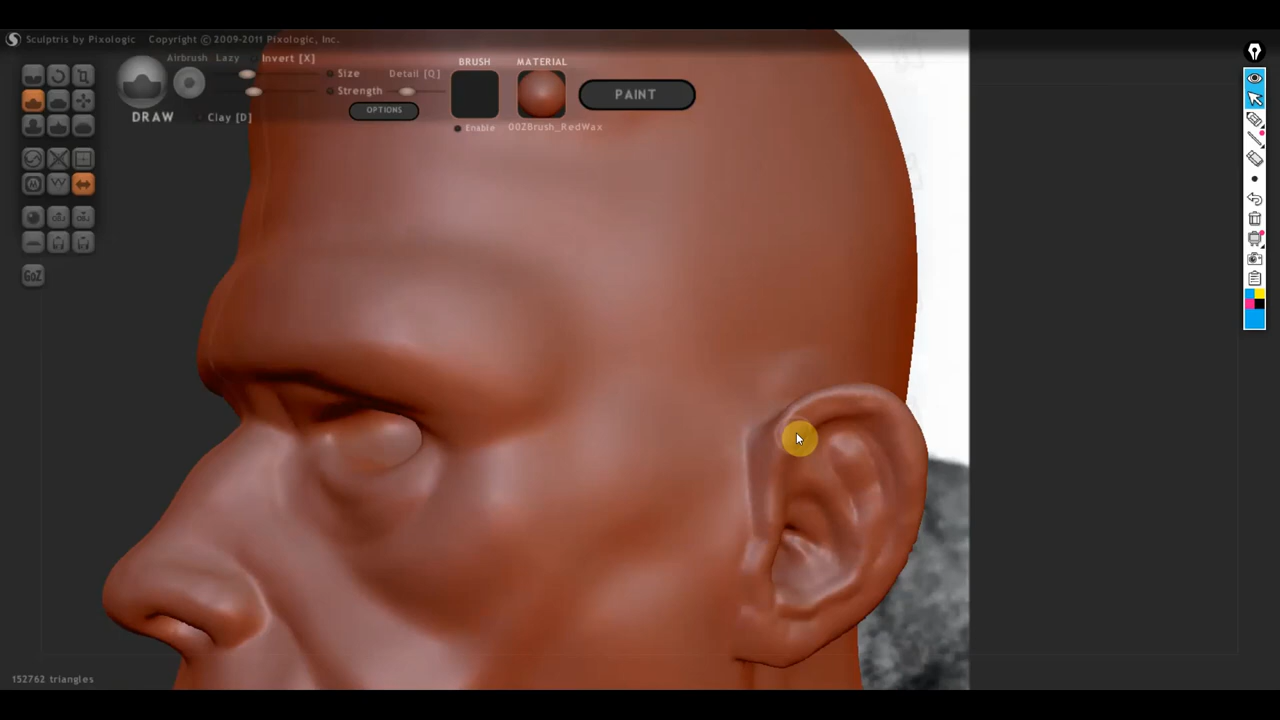 Sculptris by Pixologic Copyright © 2009-2011 Pixologic, Inc.
Airbrush Lazy Invert [X]
BRUSH MATERIAL
Size Detail [Q]
Strength
PAINT
OPTIONS
DRAW Clay [D]
Enable 00ZBrush_RedWax
GoZ
152762 triangles